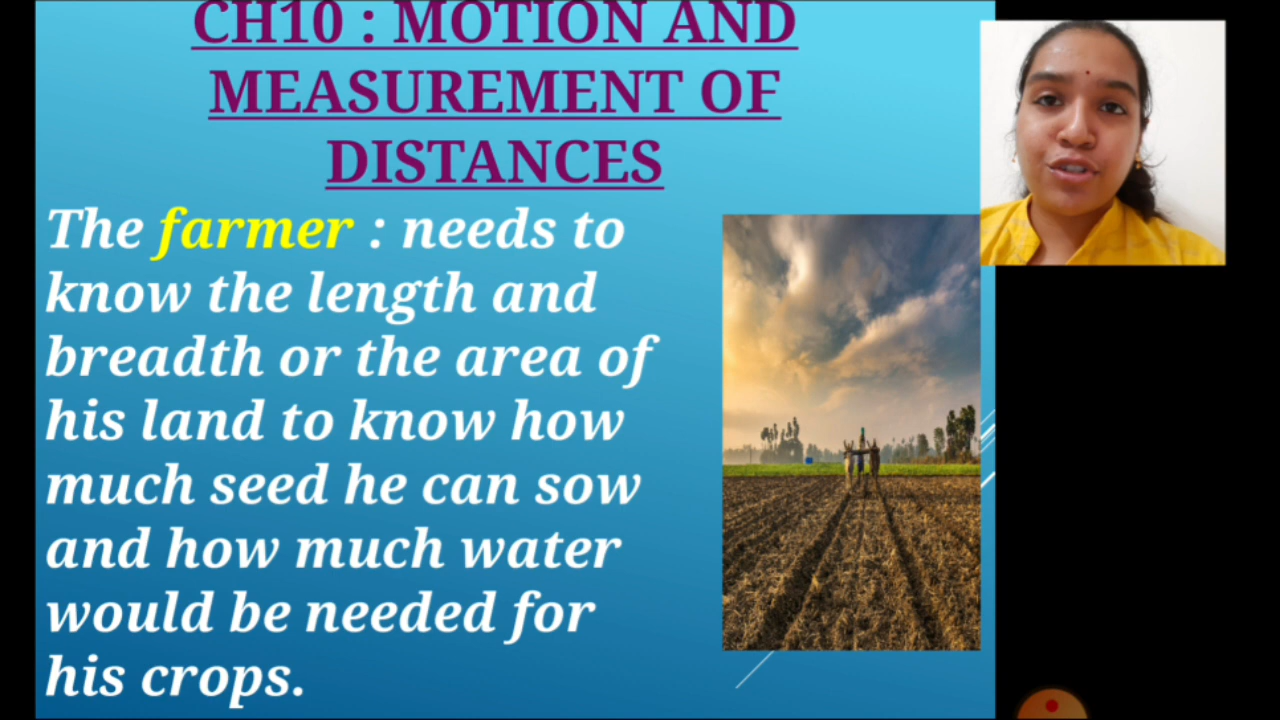 CH10 : MOTION AND
MEASUREMENT OF
DISTANCES
The farmer : needs to
know the length and
breadth or the area of
his land to know how
much seed he can sow
and how much water
would be needed for
his crops.